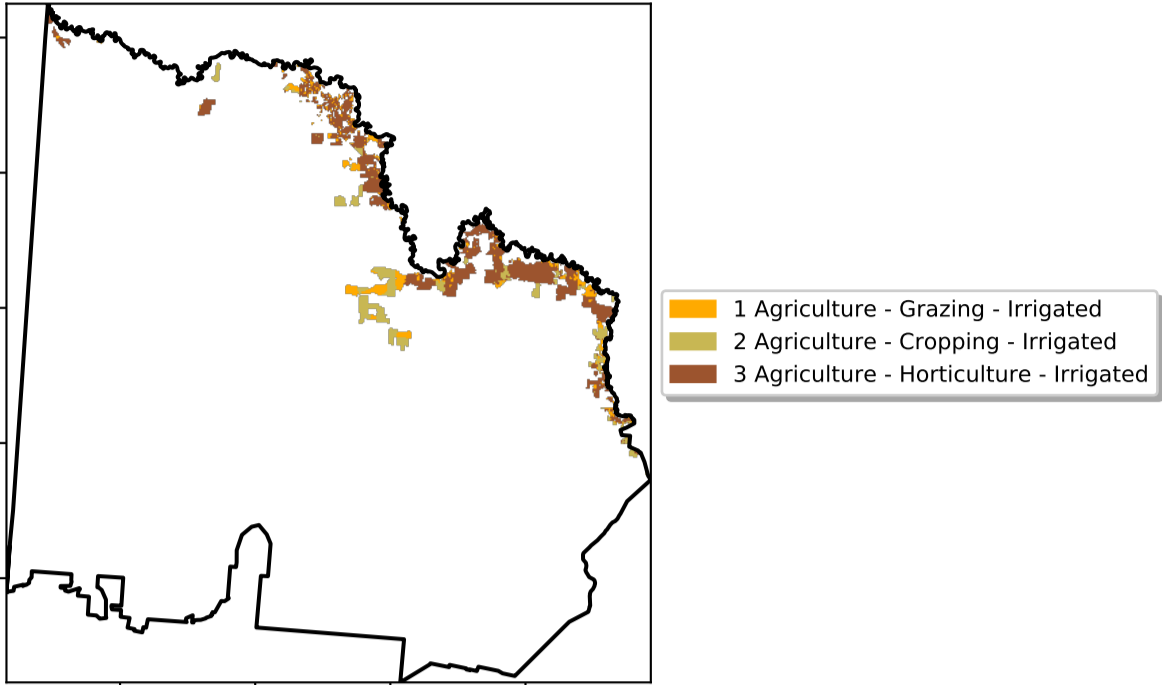 1 Agriculture - Grazing - Irrigated
2 Agriculture - Cropping - Irrigated
3 Agriculture - Horticulture - Irrigated